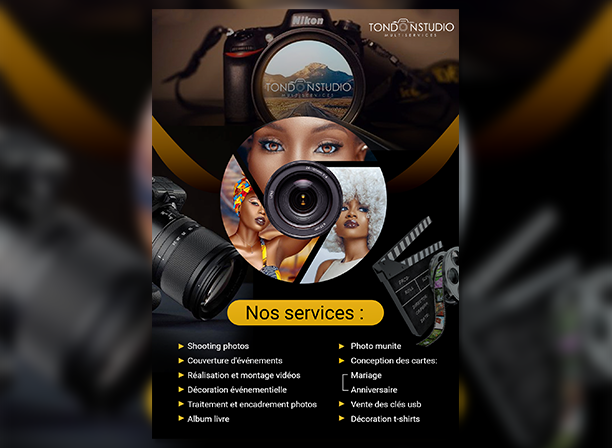 Nikon
TONDONSTUDIO
MULTISERVICES
TONDONSTUDIO
MULTISERVICES
Nos services :
Shooting photos
Couverture d'événements
Réalisation et montage vidéos
Décoration événementielle
Traitement et encadrement photos
Album livre
Photo munite
Conception des cartes:
Mariage
Anniversaire
Vente des clés usb
Décoration t-shirts